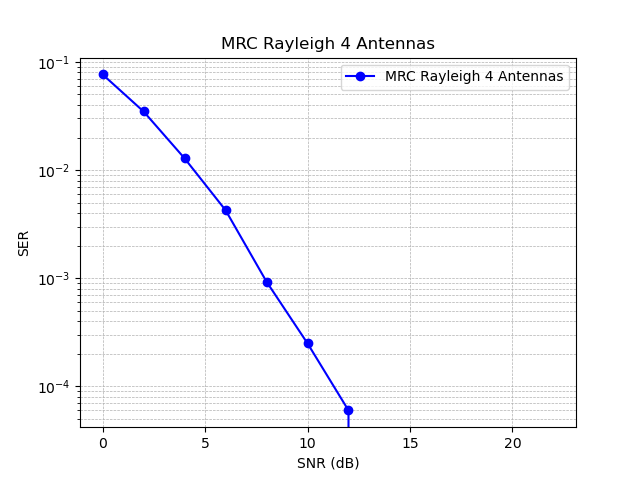 MRC Rayleigh 4 Antennas
MRC Rayleigh 4 Antennas
10⁻¹
10⁻²
10⁻³
10⁻⁴
SER
0 5 10 15 20
SNR (dB)